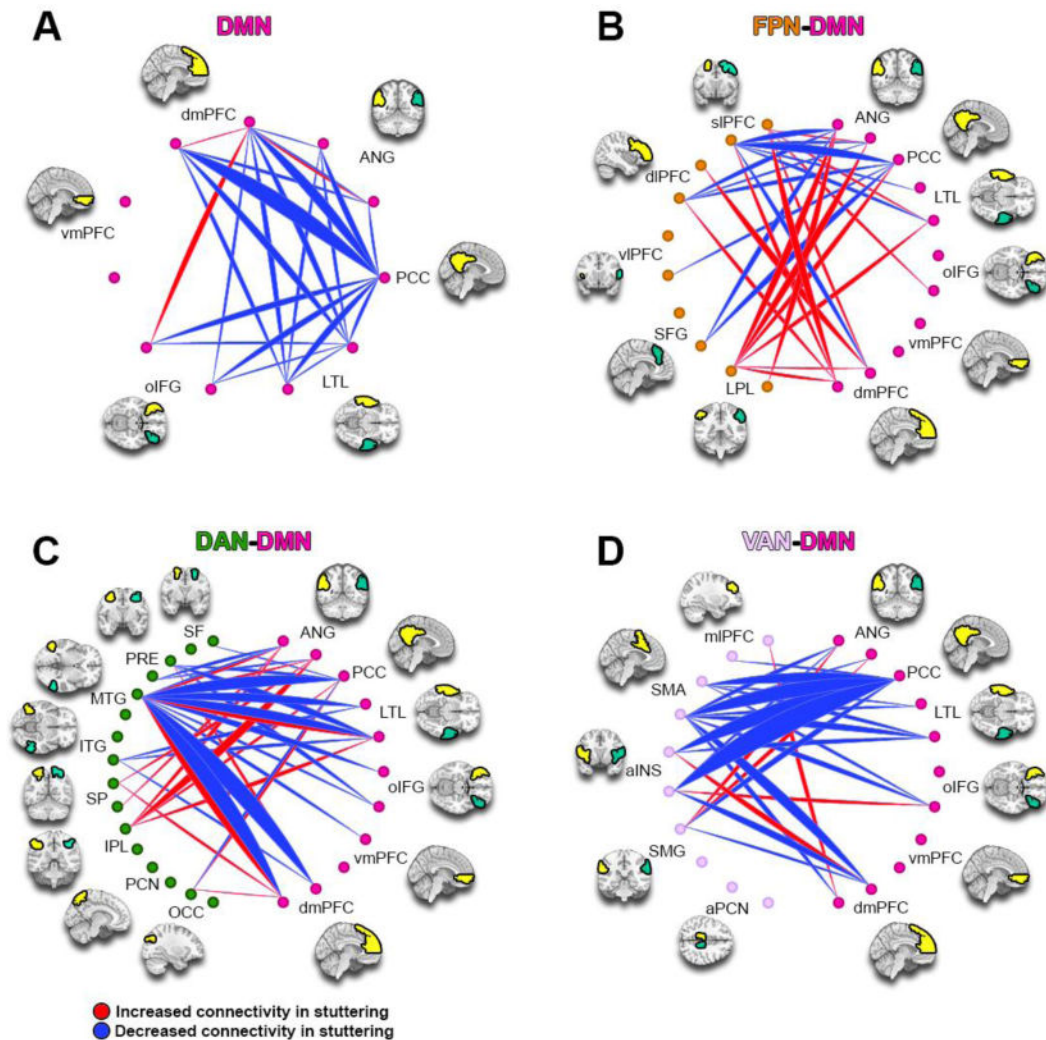 A
DMN
dmPFC
ANG
vmPFC
PCC
oIFG
LTL
B
FPN-DMN
slPFC
ANG
PCC
dlPFC
LTL
vlPFC
oIFG
SFG
vmPFC
LPL
dmPFC
C
DAN-DMN
SF
ANG
PRE
PCC
MTG
LTL
ITG
oIFG
SP
IPL
vmPFC
PCN
OCC
dmPFC
D
VAN-DMN
mlPFC
ANG
SMA
PCC
LTL
aINS
oIFG
SMG
vmPFC
aPCN
dmPFC
Increased connectivity in stuttering
Decreased connectivity in stuttering